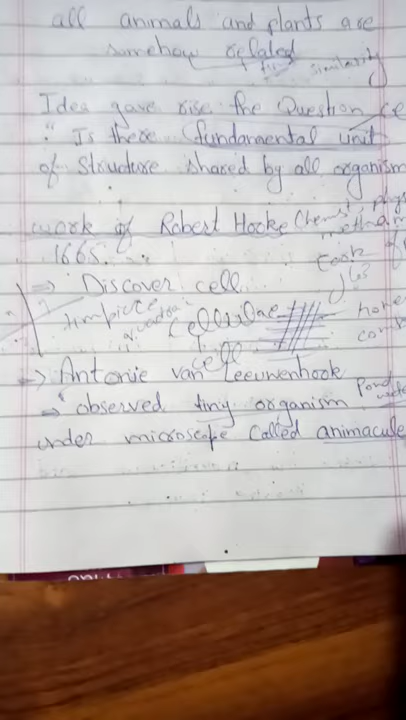 all animals and plants are
somehow related
similarity
Idea gave rise the Question
"Is there fundamental unit
of structure shared by all organism
work of Robert Hooke
1665.
=> Discover cell
Cellulae
cell
-> Antonie van Leeuwenhook
=> observed tiny organism
under microscope called animacule